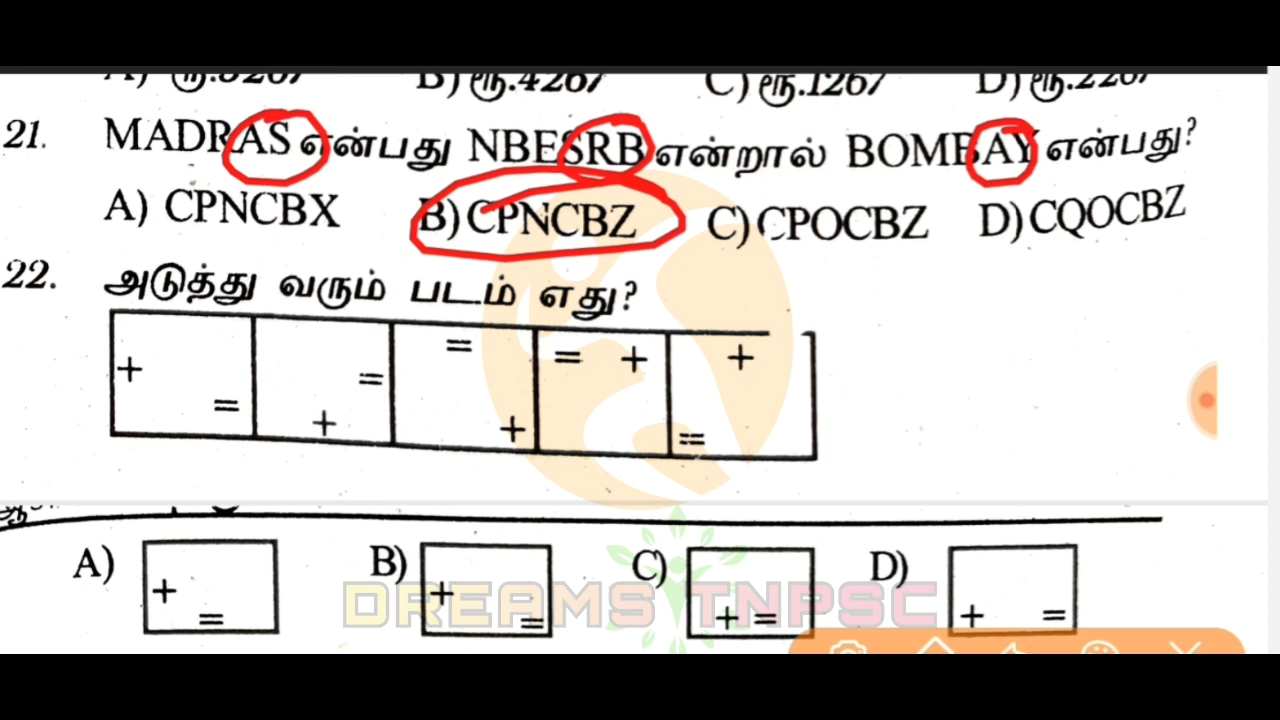 B) ரூ.4267 C) ரூ.1267
21. MADRAS என்பது NBESRB என்றால் BOMBAY என்பது?
A) CPNCBX B) CPNCBZ C) CPOCBZ D) CQOCBZ
22. அடுத்து வரும் படம் எது?
A) B) C) D)
DREAMS TNPSC